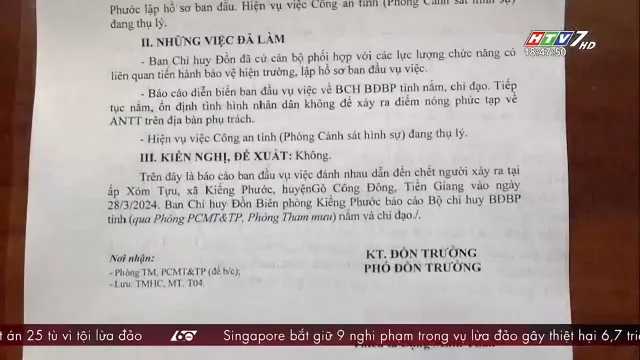 Phước lập hồ sơ ban đầu. Hiện vụ việc Công an tỉnh (Phòng Cảnh sát hình sự)
đang thụ lý.
HTV7 HD
18:47:50
II. NHỮNG VIỆC ĐÃ LÀM
- Ban Chỉ huy Đồn đã cử cán bộ phối hợp với các lực lượng chức năng có
liên quan tiến hành bảo vệ hiện trường, lập hồ sơ ban đầu vụ việc.
- Báo cáo diễn biến ban đầu vụ việc về BCH BĐBP tỉnh nắm, chỉ đạo. Tiếp
tục nắm, ổn định tình hình nhân dân không để xảy ra điểm nóng phức tạp về
ANTT trên địa bàn phụ trách.
- Hiện vụ việc Công an tỉnh (Phòng Cảnh sát hình sự) đang thụ lý.
III. KIẾN NGHỊ, ĐỀ XUẤT: Không.
Trên đây là báo cáo ban đầu vụ việc đánh nhau dẫn đến chết người xảy ra tại
ấp Xóm Tựu, xã Kiểng Phước, huyệnGò Công Đông, Tiền Giang vào ngày
28/3/2024. Ban Chỉ huy Đồn Biên phòng Kiểng Phước báo cáo Bộ chỉ huy BĐBP
tỉnh (qua Phòng PCMT&TP, Phòng Tham mưu) nắm và chỉ đạo./.
Nơi nhận:
- Phòng TM, PCMT&TP (để b/c);
- Lưu: TMHC, MT. T04.
KT. ĐỒN TRƯỞNG
PHÓ ĐỒN TRƯỞNG
t án 25 tù vì tội lừa đảo 60 Singapore bắt giữ 9 nghi phạm trong vụ lừa đảo gây thiệt hại 6,7 triệ